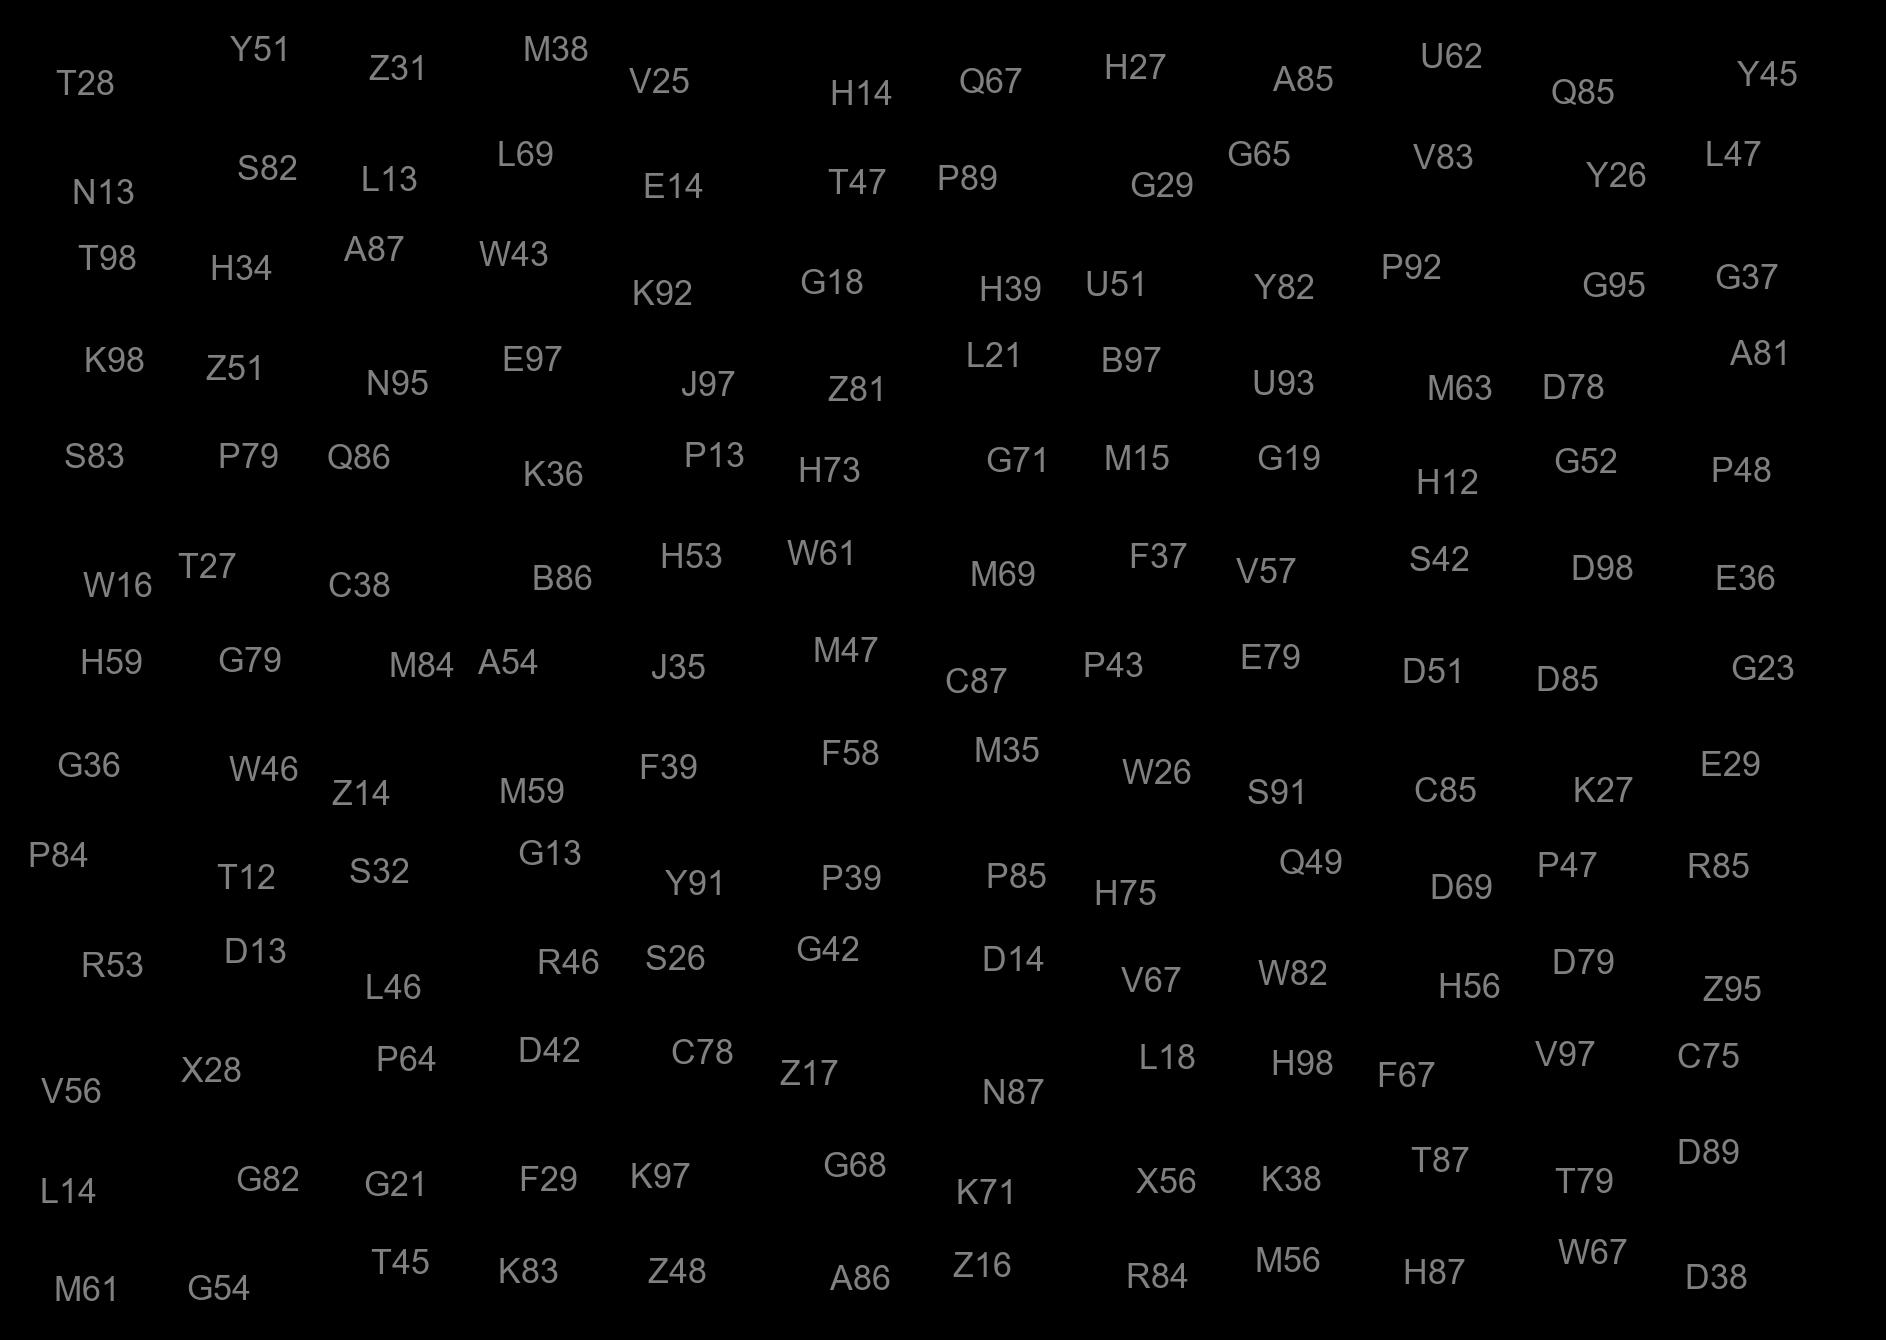 T28 Y51 Z31 M38 V25 H14 Q67 H27 A85 U62 Q85 Y45
N13 S82 L13 L69 E14 T47 P89 G29 G65 V83 Y26 L47
T98 H34 A87 W43 K92 G18 H39 U51 Y82 P92 G95 G37
K98 Z51 N95 E97 J97 Z81 L21 B97 U93 M63 D78 A81
S83 P79 Q86 K36 P13 H73 G71 M15 G19 H12 G52 P48
W16 T27 C38 B86 H53 W61 M69 F37 V57 S42 D98 E36
H59 G79 M84 A54 J35 M47 C87 P43 E79 D51 D85 G23
G36 W46 Z14 M59 F39 F58 M35 W26 S91 C85 K27 E29
P84 T12 S32 G13 Y91 P39 P85 H75 Q49 D69 P47 R85
R53 D13 L46 R46 S26 G42 D14 V67 W82 H56 D79 Z95
V56 X28 P64 D42 C78 Z17 N87 L18 H98 F67 V97 C75
L14 G82 G21 F29 K97 G68 K71 X56 K38 T87 T79 D89
M61 G54 T45 K83 Z48 A86 Z16 R84 M56 H87 W67 D38